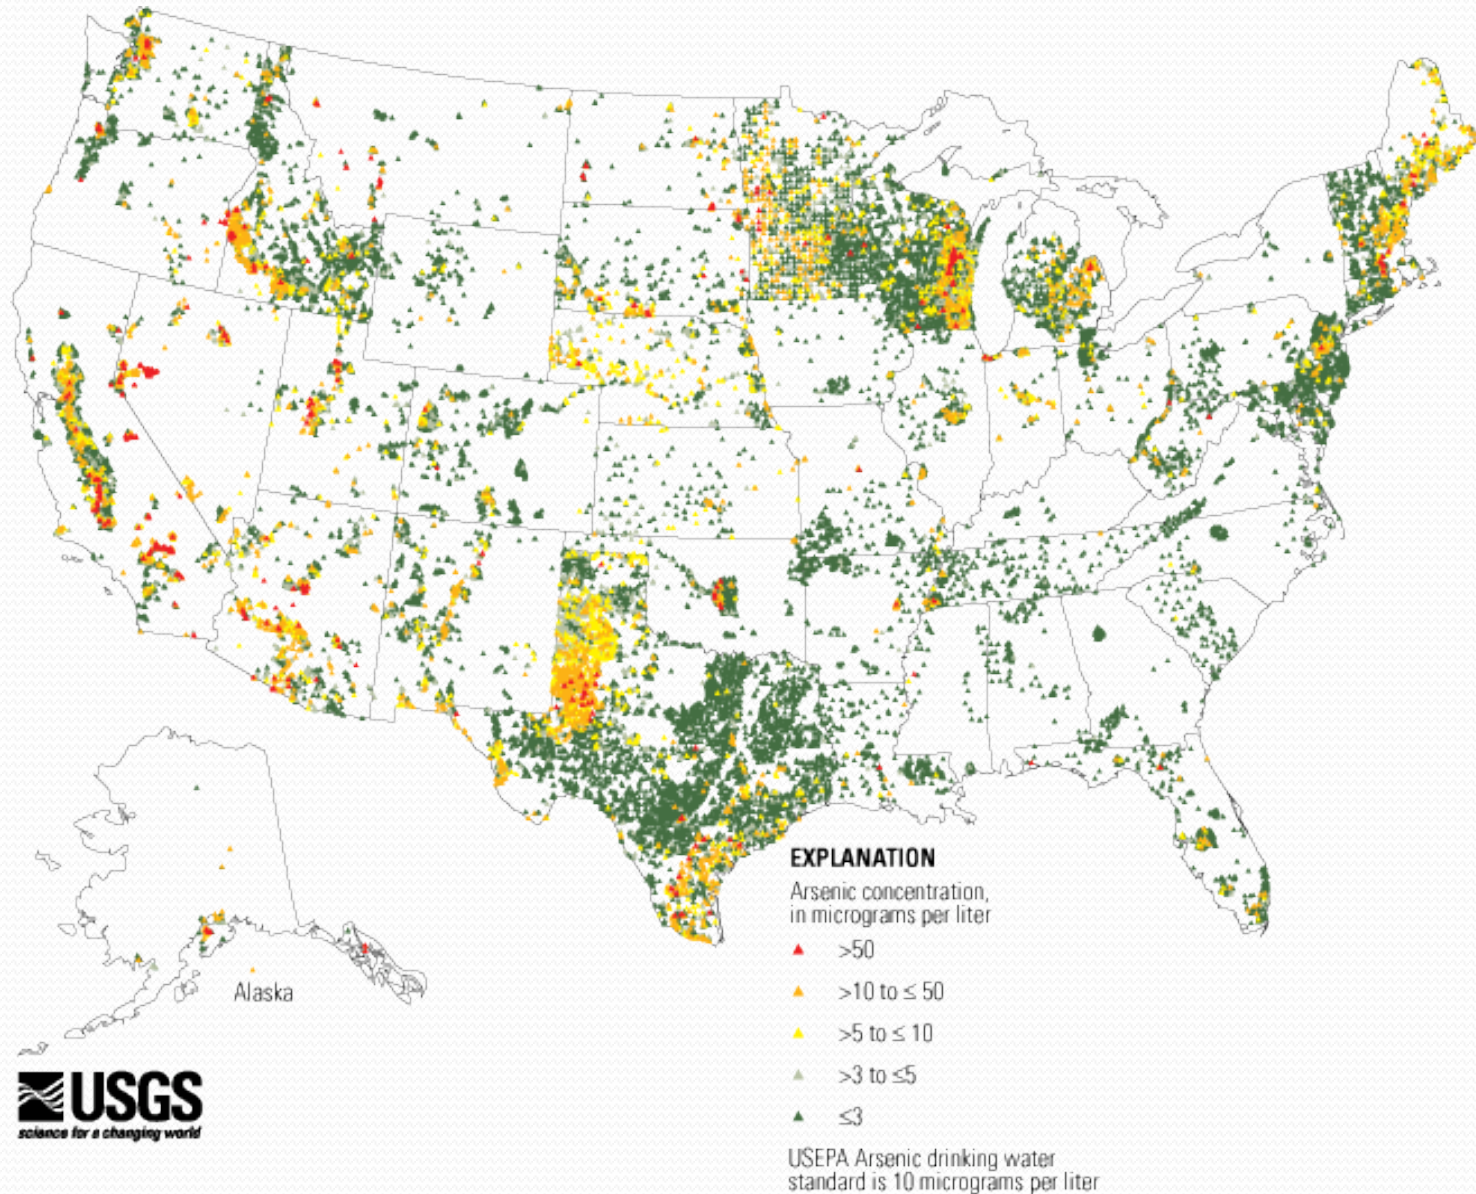 Alaska
USGS
science for a changing world
EXPLANATION
Arsenic concentration,
in micrograms per liter
>50
>10 to ≤ 50
>5 to ≤ 10
>3 to ≤5
≤3
USEPA Arsenic drinking water
standard is 10 micrograms per liter